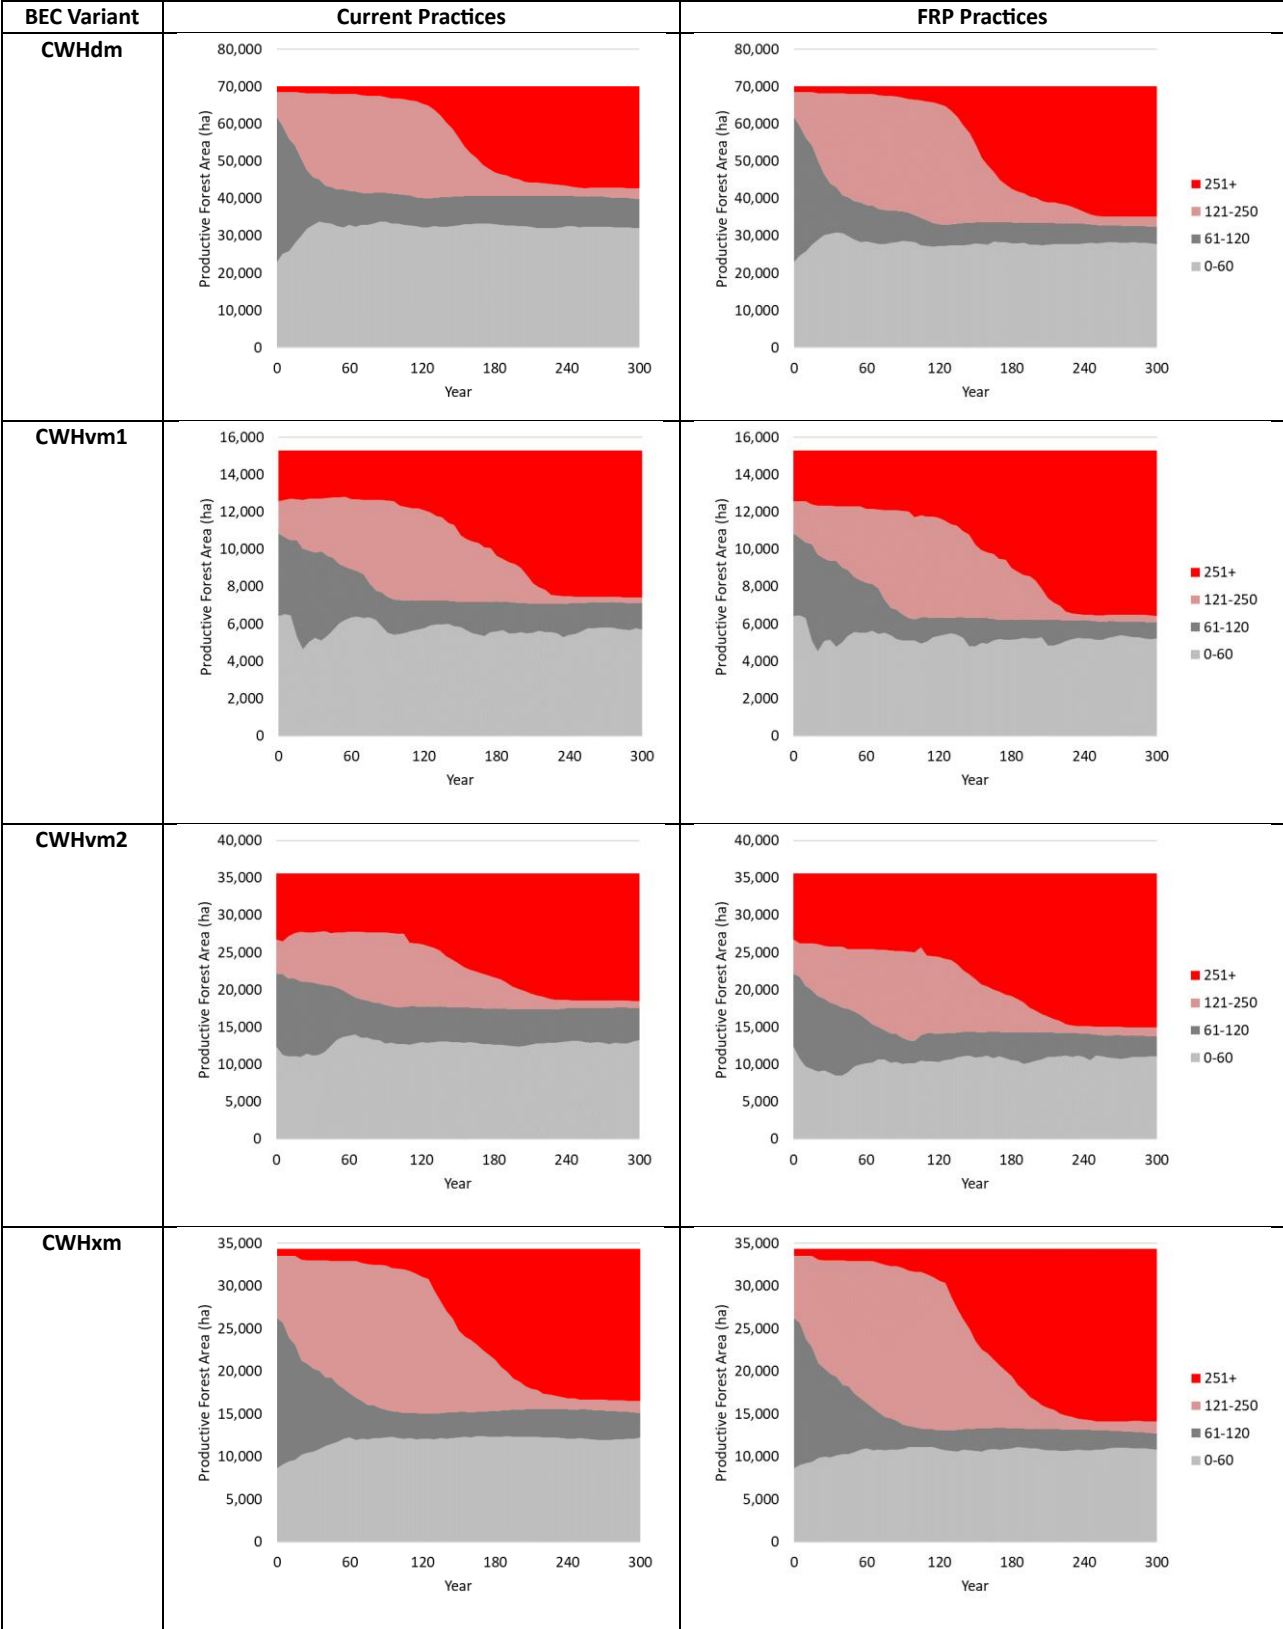 BEC Variant Current Practices FRP Practices
CWHdm
80,000
70,000
60,000
50,000
40,000
30,000
20,000
10,000
0
Productive Forest Area (ha)
0 60 120 180 240 300
Year
80,000
70,000
60,000
50,000
40,000
30,000
20,000
10,000
0
Productive Forest Area (ha)
0 60 120 180 240 300
Year
251+
121-250
61-120
0-60
CWHvm1
16,000
14,000
12,000
10,000
8,000
6,000
4,000
2,000
0
Productive Forest Area (ha)
0 60 120 180 240 300
Year
16,000
14,000
12,000
10,000
8,000
6,000
4,000
2,000
0
Productive Forest Area (ha)
0 60 120 180 240 300
Year
251+
121-250
61-120
0-60
CWHvm2
40,000
35,000
30,000
25,000
20,000
15,000
10,000
5,000
0
Productive Forest Area (ha)
0 60 120 180 240 300
Year
40,000
35,000
30,000
25,000
20,000
15,000
10,000
5,000
0
Productive Forest Area (ha)
0 60 120 180 240 300
Year
251+
121-250
61-120
0-60
CWHxm
35,000
30,000
25,000
20,000
15,000
10,000
5,000
0
Productive Forest Area (ha)
0 60 120 180 240 300
Year
35,000
30,000
25,000
20,000
15,000
10,000
5,000
0
Productive Forest Area (ha)
0 60 120 180 240 300
Year
251+
121-250
61-120
0-60